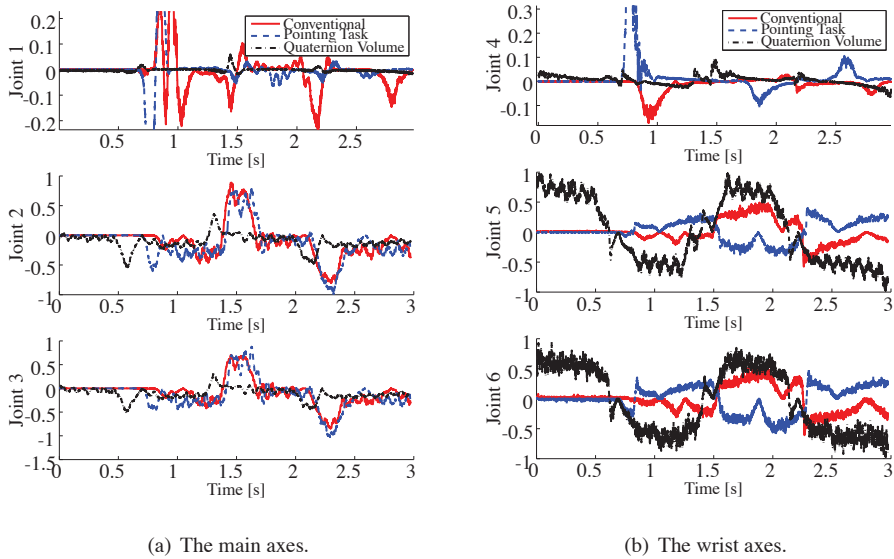 Conventional
Pointing Task
Quaternion Volume
Joint 1
0.2
0.1
0
-0.1
-0.2
0.5 1 1.5 2 2.5
Time [s]
Joint 2
1
0.5
0
-0.5
-1
0 0.5 1 1.5 2 2.5 3
Time [s]
Joint 3
1
0.5
0
-0.5
-1
-1.5
0 0.5 1 1.5 2 2.5 3
Time [s]
(a) The main axes.
Conventional
Pointing Task
Quaternion Volume
Joint 4
0.3
0.2
0.1
0
-0.1
0 0.5 1 1.5 2 2.5
Time [s]
Joint 5
1
0.5
0
-0.5
-1
0 0.5 1 1.5 2 2.5 3
Time [s]
Joint 6
1
0.5
0
-0.5
-1
0 0.5 1 1.5 2 2.5 3
Time [s]
(b) The wrist axes.